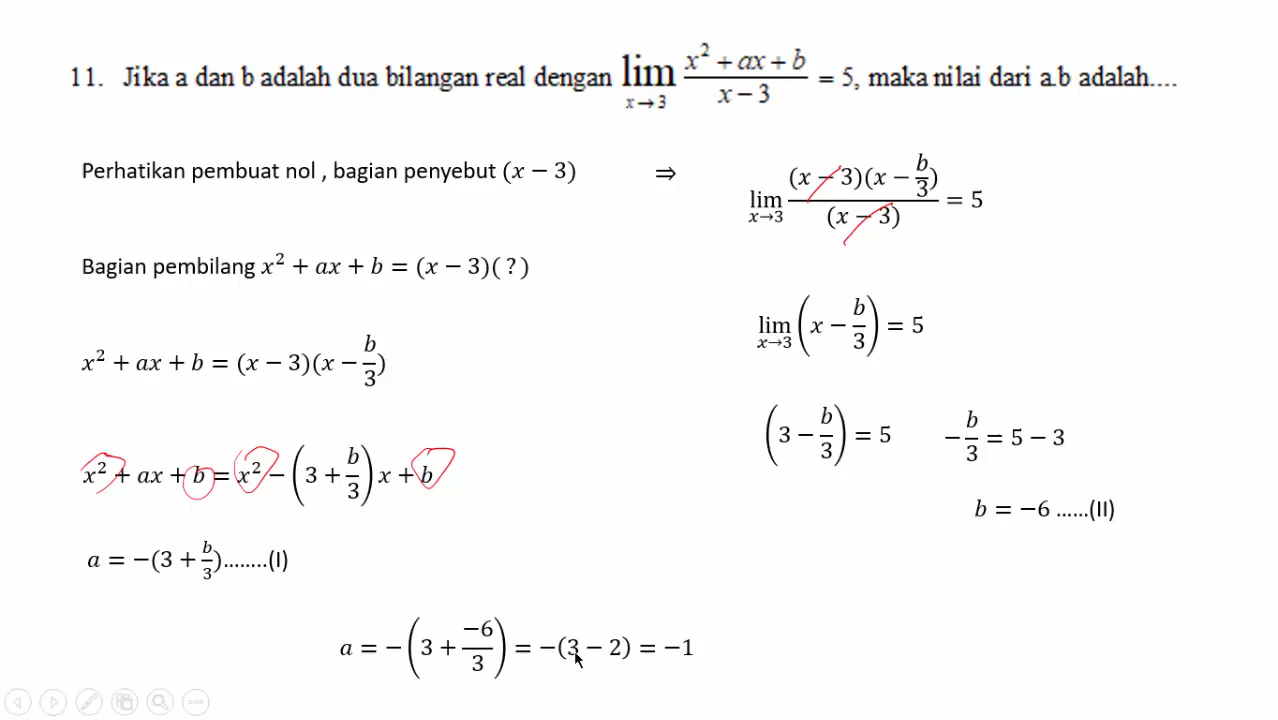 11. Jika a dan b adalah dua bilangan real dengan lim x→3 (x² + ax + b)/(x − 3) = 5, maka nilai dari a.b adalah....
Perhatikan pembuat nol , bagian penyebut (x − 3) ⇒
Bagian pembilang x² + ax + b = (x − 3)( ? )
x² + ax + b = (x − 3)(x − b/3)
x² + ax + b = x² − (3 + b/3)x + b
a = −(3 + b/3)........(I)
lim x→3 (x − 3)(x − b/3)/(x − 3) = 5
lim x→3 (x − b/3) = 5
(3 − b/3) = 5   −b/3 = 5 − 3
b = −6 ......(II)
a = −(3 + −6/3) = −(3 − 2) = −1